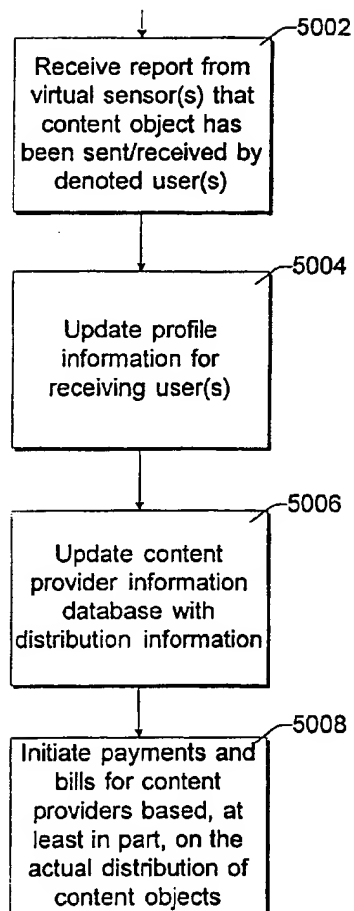 5002
Receive report from
virtual sensor(s) that
content object has
been sent/received by
denoted user(s)
5004
Update profile
information for
receiving user(s)
5006
Update content
provider information
database with
distribution information
5008
Initiate payments and
bills for content
providers based, at
least in part, on the
actual distribution of
content objects